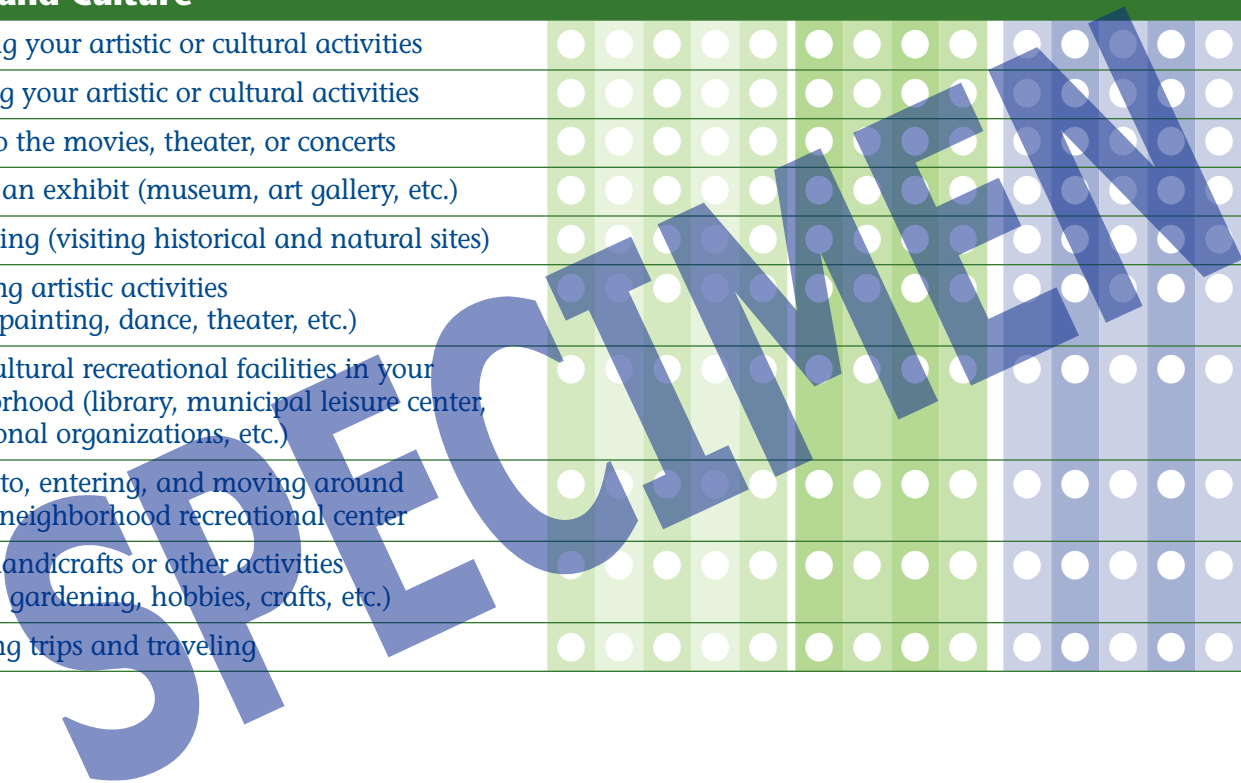 and Culture
g your artistic or cultural activities
g your artistic or cultural activities
o the movies, theater, or concerts
an exhibit (museum, art gallery, etc.)
ing (visiting historical and natural sites)
ng artistic activities
painting, dance, theater, etc.)
ultural recreational facilities in your
orhood (library, municipal leisure center,
onal organizations, etc.)
to, entering, and moving around
neighborhood recreational center
andicrafts or other activities
gardening, hobbies, crafts, etc.)
ng trips and traveling
SPECIMEN